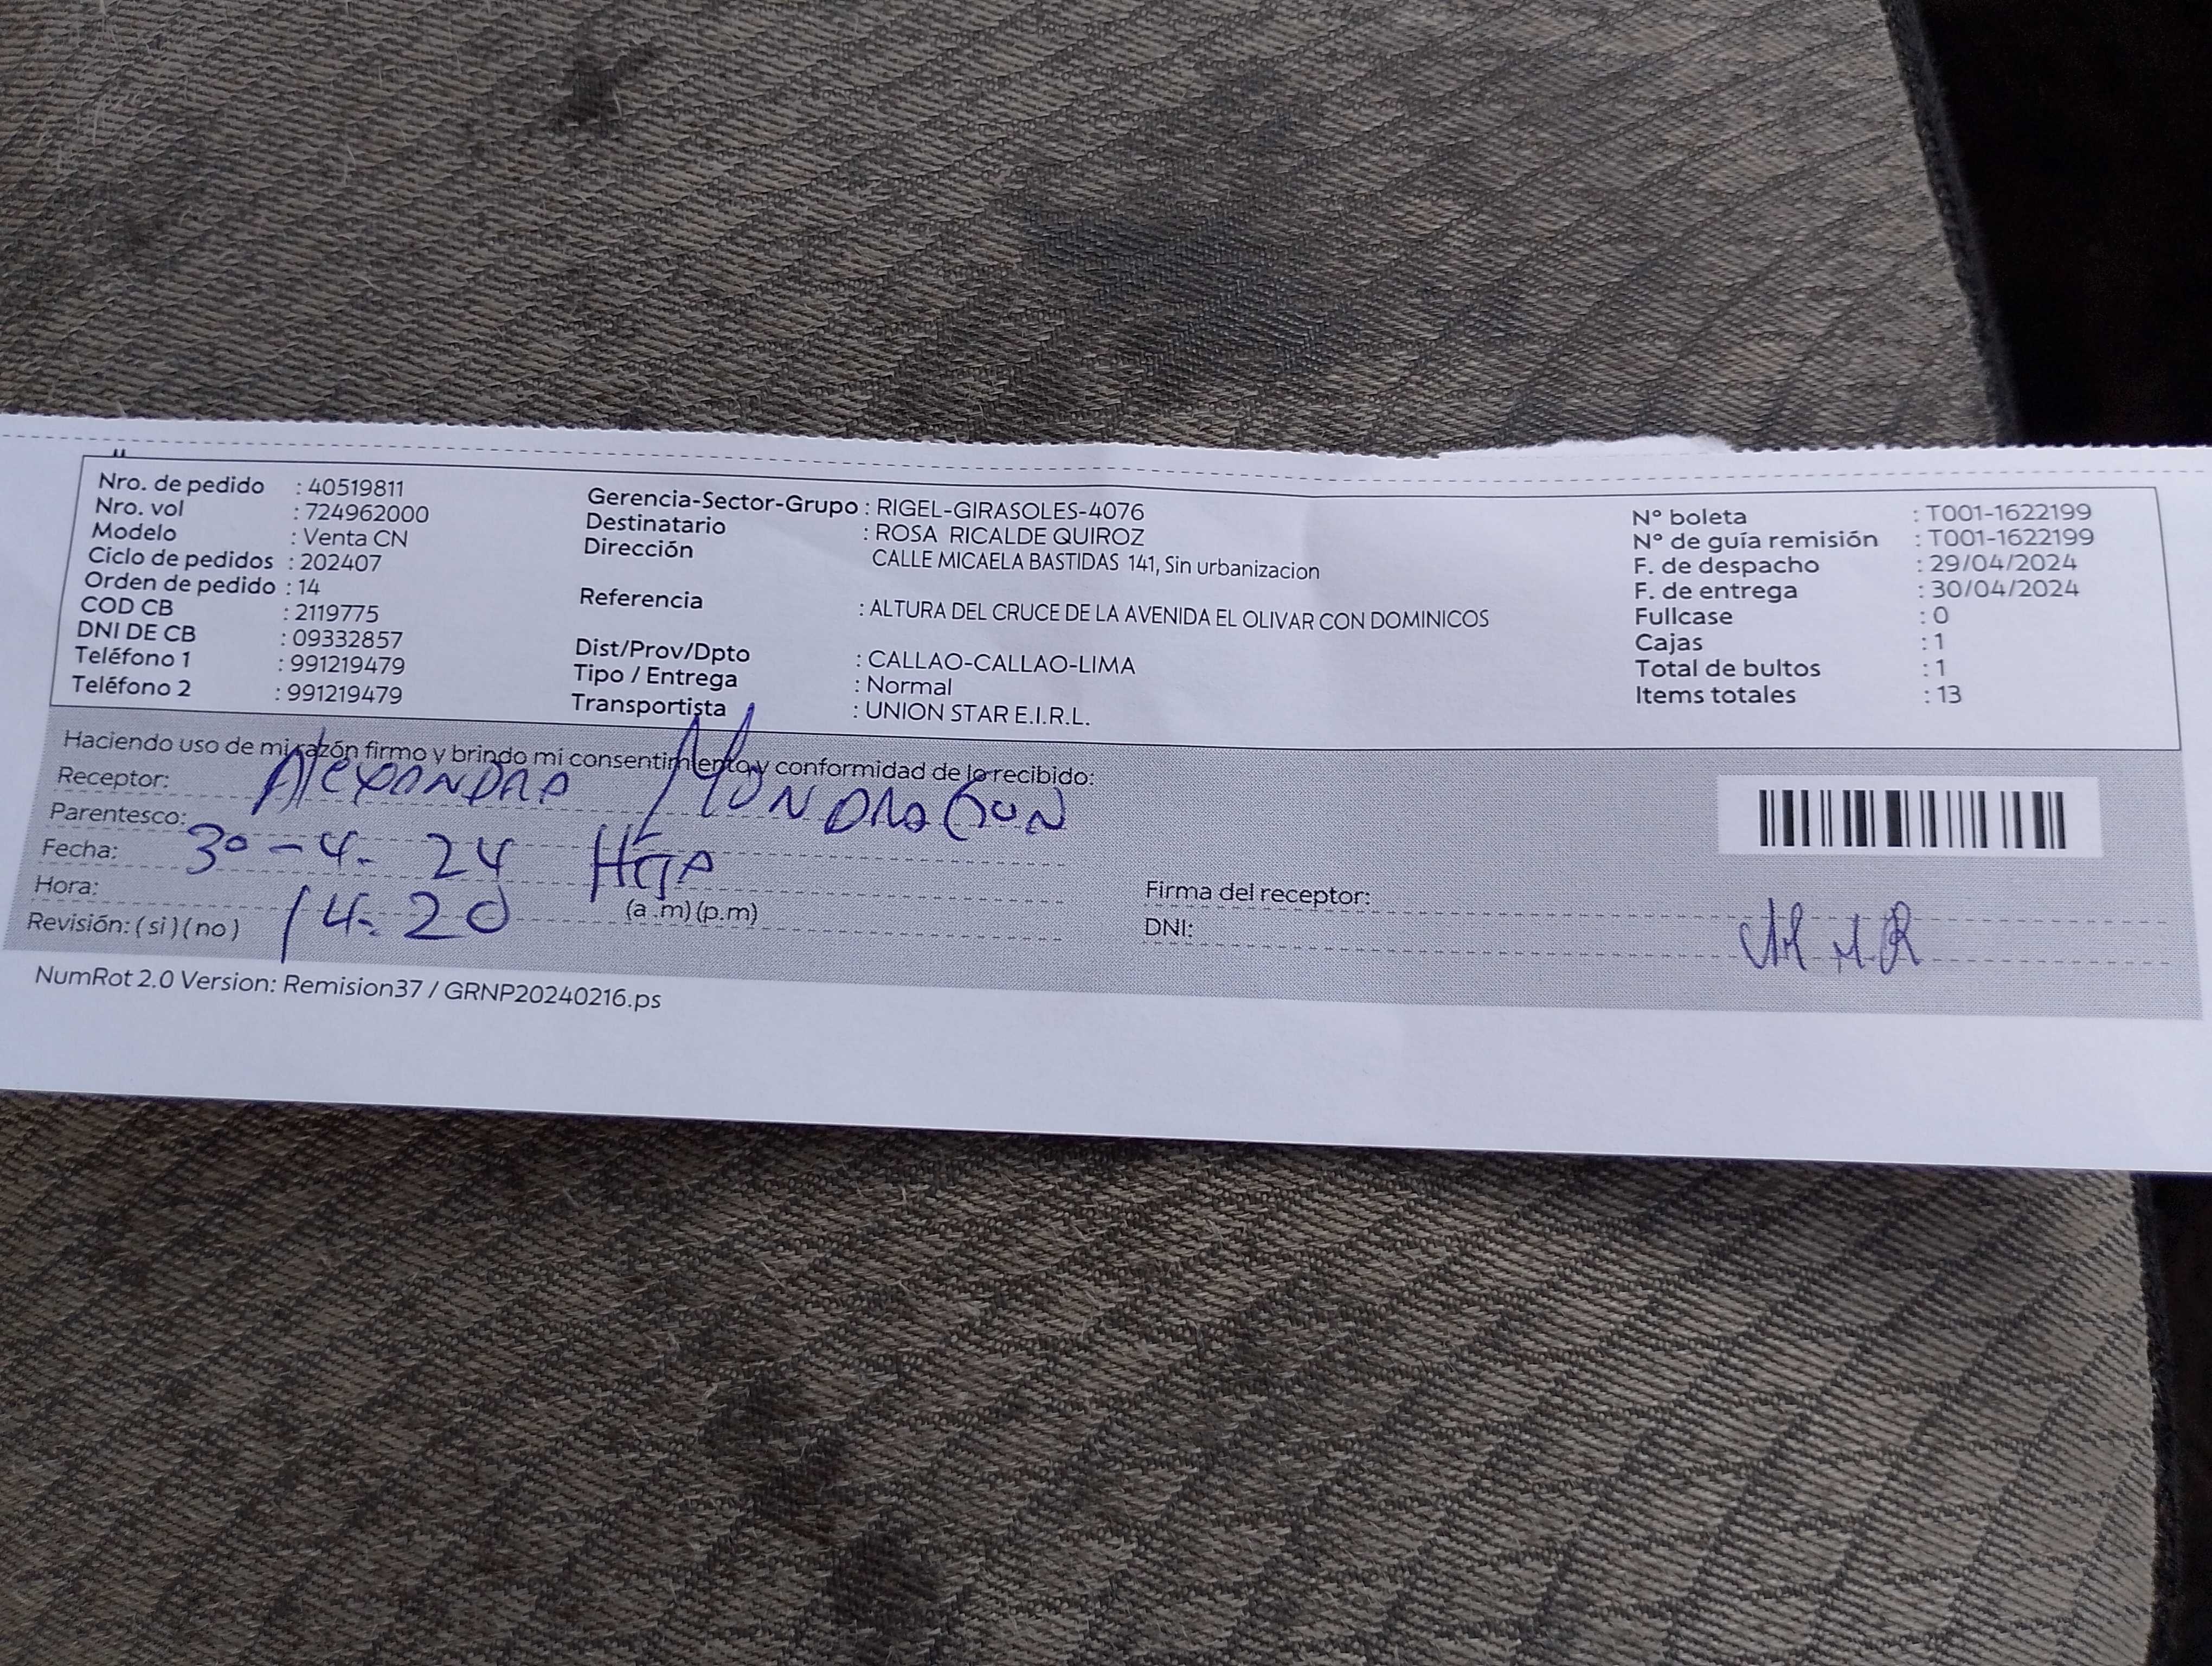 Nro. de pedido : 40519811
Nro. vol : 724962000
Modelo : Venta CN
Ciclo de pedidos : 202407
Orden de pedido : 14
COD CB : 2119775
DNI DE CB : 09332857
Teléfono 1 : 991219479
Teléfono 2 : 991219479
Gerencia-Sector-Grupo : RIGEL-GIRASOLES-4076
Destinatario : ROSA RICALDE QUIROZ
Dirección CALLE MICAELA BASTIDAS 141, Sin urbanizacion
Referencia : ALTURA DEL CRUCE DE LA AVENIDA EL OLIVAR CON DOMINICOS
Dist/Prov/Dpto : CALLAO-CALLAO-LIMA
Tipo / Entrega : Normal
Transportista : UNION STAR E.I.R.L.
N° boleta : T001-1622199
N° de guía remisión : T001-1622199
F. de despacho : 29/04/2024
F. de entrega : 30/04/2024
Fullcase : 0
Cajas : 1
Total de bultos : 1
Items totales : 13
Haciendo uso de mi razón firmo y brindo mi consentimiento y conformidad de lo recibido:
Receptor: Alexandra Mondragon
Parentesco: Hija
Fecha: 30-4-24
Hora: 14:20 (a .m) (p.m)
Revisión: ( si ) ( no )
Firma del receptor:
DNI:
NumRot 2.0 Version: Remision37 / GRNP20240216.ps